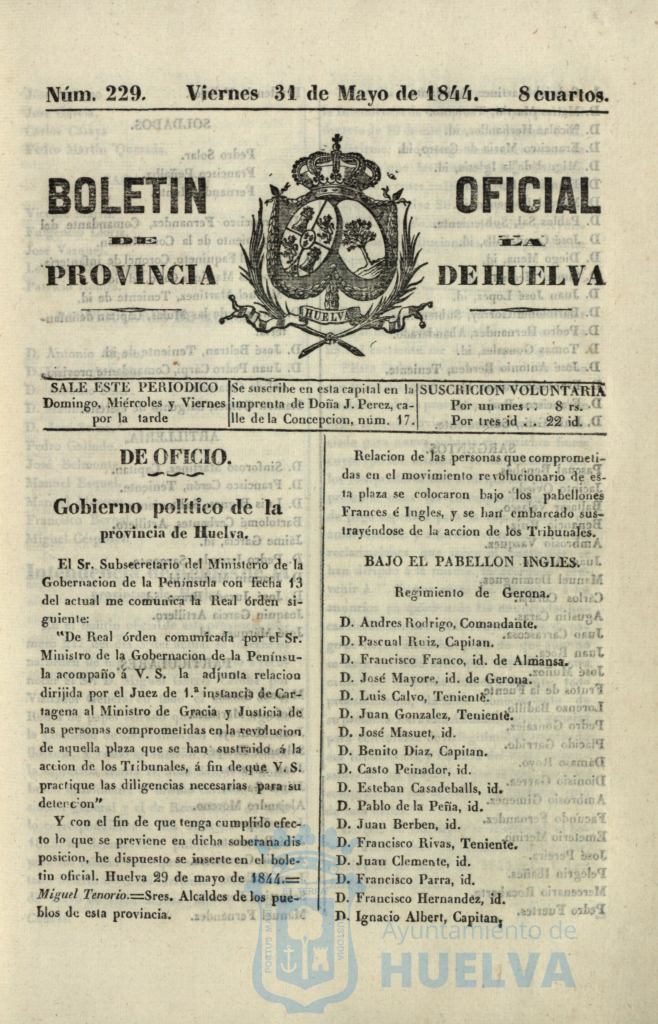 Núm. 229. Viernes 31 de Mayo de 1844. 8 cuartos.
BOLETIN OFICIAL
DE LA
PROVINCIA DE HUELVA
HUELVA
SALE ESTE PERIODICO
Domingo, Miércoles y Viernes
por la tarde
Se suscribe en esta capital en la
imprenta de Doña J. Perez, ca-
lle de la Concepcion, núm. 17.
SUSCRICION VOLUNTARIA
Por un mes. . 8 rs.
Por tres id . . 22 id.
DE OFICIO.
Gobierno político de la
provincia de Huelva.
El Sr. Subsecretario del Ministerio de la
Gobernacion de la Península con fecha 13
del actual me comunica la Real órden si-
guiente:
"De Real órden comunicada por el Sr.
Ministro de la Gobernacion de la Penínsu-
la acompaño á V. S. la adjunta relacion
dirijida por el Juez de 1.ª instancia de Car-
tagena al Ministro de Gracia y Justicia de
las personas comprometidas en la revolucion
de aquella plaza que se han sustraido á la
accion de los Tribunales, á fin de que V. S.
practique las diligencias necesarias para su
detencion"
Y con el fin de que tenga cumplido efec-
to lo que se previene en dicha soberana dis
posicion, he dispuesto se inserte en el bole-
tin oficial. Huelva 29 de mayo de 1844.=
Miguel Tenorio.=Sres. Alcaldes de los pue-
blos de esta provincia.
Relacion de las personas que comprometi-
das en el movimiento revolucionario de es-
ta plaza se colocaron bajo los pabellones
Frances é Ingles, y se han embarcado sus-
trayéndose de la accion de los Tribunales.
BAJO EL PABELLON INGLES.
Regimiento de Gerona.
D. Andres Rodrigo, Comandante.
D. Pascual Ruiz, Capitan.
D. Francisco Franco, id. de Almansa.
D. José Mayore, id. de Gerona.
D. Luis Calvo, Teniente.
D. Juan Gonzalez, Teniente.
D. José Masuet, id.
D. Benito Diaz, Capitan.
D. Casto Peinador, id.
D. Esteban Casadeballs, id.
D. Pablo de la Peña, id.
D. Juan Berben, id.
D. Francisco Rivas, Teniente.
D. Juan Clemente, id.
D. Francisco Parra, id.
D. Francisco Hernandez, id.
D. Ignacio Albert, Capitan,
Ayuntamiento de
HUELVA